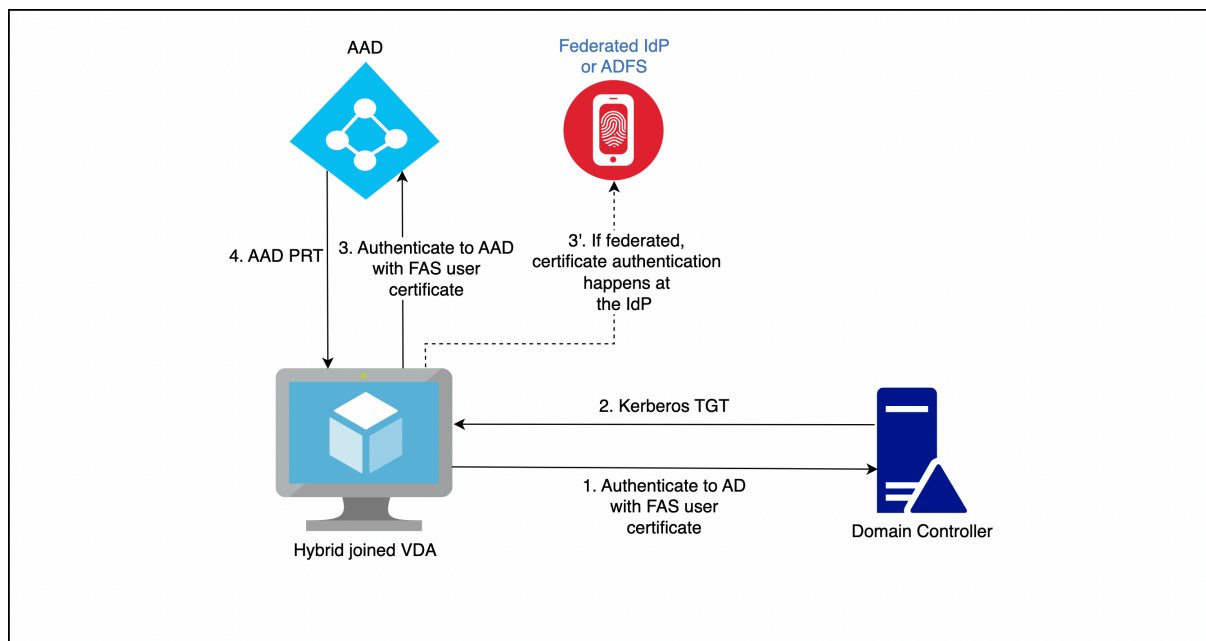 AAD
Federated IdP
or ADFS
4. AAD PRT
3. Authenticate to AAD
with FAS user
certificate
3'. If federated,
certificate authentication
happens at
the IdP
2. Kerberos TGT
1. Authenticate to AD
with FAS user
certificate
Hybrid joined VDA
Domain Controller